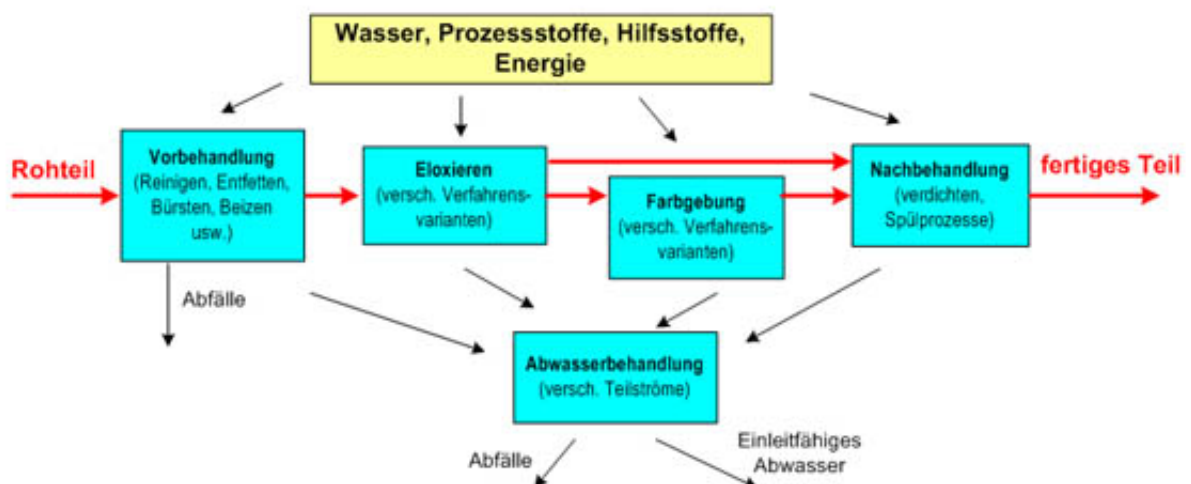 Wasser, Prozessstoffe, Hilfsstoffe,
Energie
Rohteil
Vorbehandlung
(Reinigen, Entfetten,
Bürsten, Beizen
usw.)
Eloxieren
(versch. Verfahrens-
varianten)
Farbgebung
(versch. Verfahrens-
varianten)
Nachbehandlung
(verdichten,
Spülprozesse)
fertiges Teil
Abfälle
Abwasserbehandlung
(versch. Teilströme)
Abfälle
Einleitfähiges
Abwasser